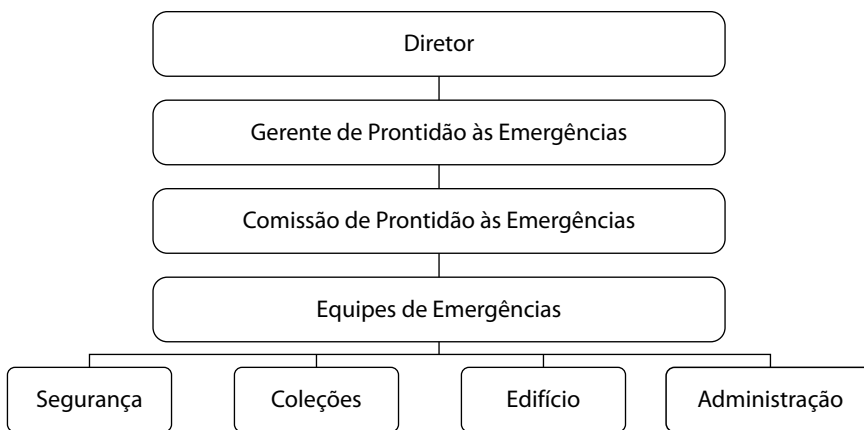 Diretor
Gerente de Prontidão às Emergências
Comissão de Prontidão às Emergências
Equipes de Emergências
Segurança
Coleções
Edifício
Administração